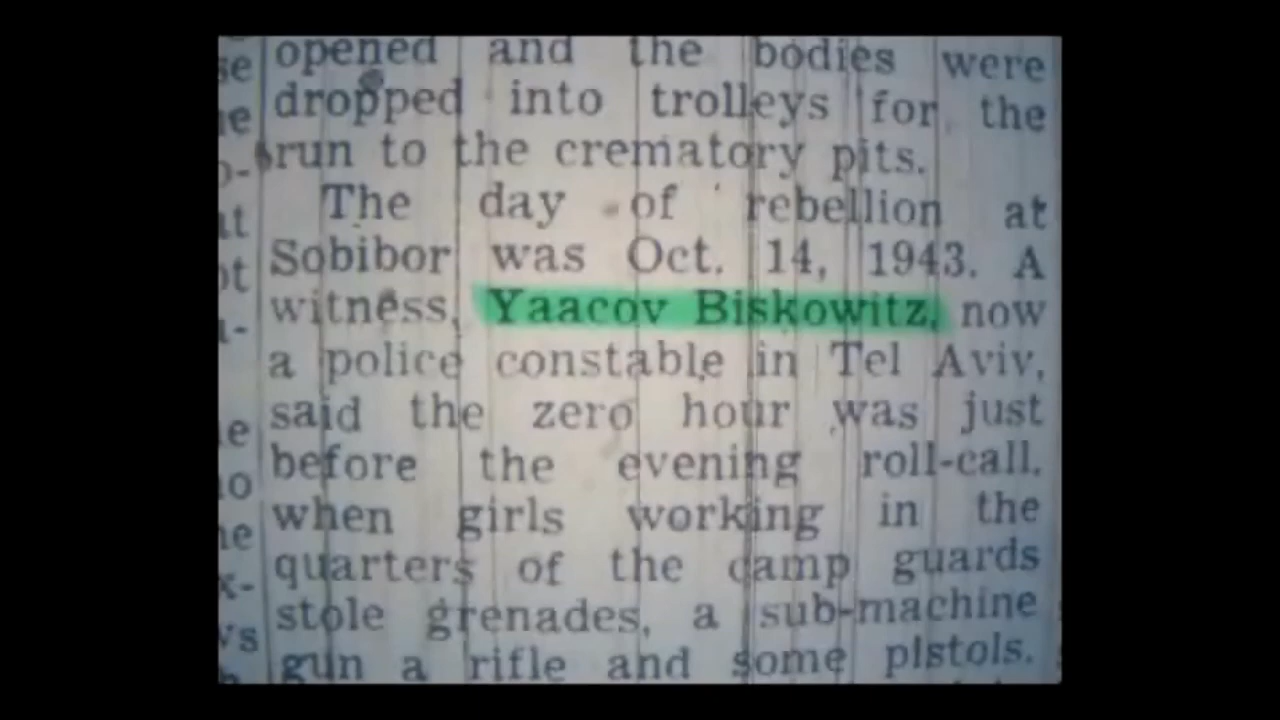 opened and the bodies were
dropped into trolleys for the
run to the crematory pits.
The day of rebellion at
Sobibor was Oct. 14, 1943. A
witness, Yaacov Biskowitz, now
a police constable in Tel Aviv,
said the zero hour was just
before the evening roll-call,
when girls working in the
quarters of the camp guards
stole grenades, a sub-machine
gun a rifle and some pistols.